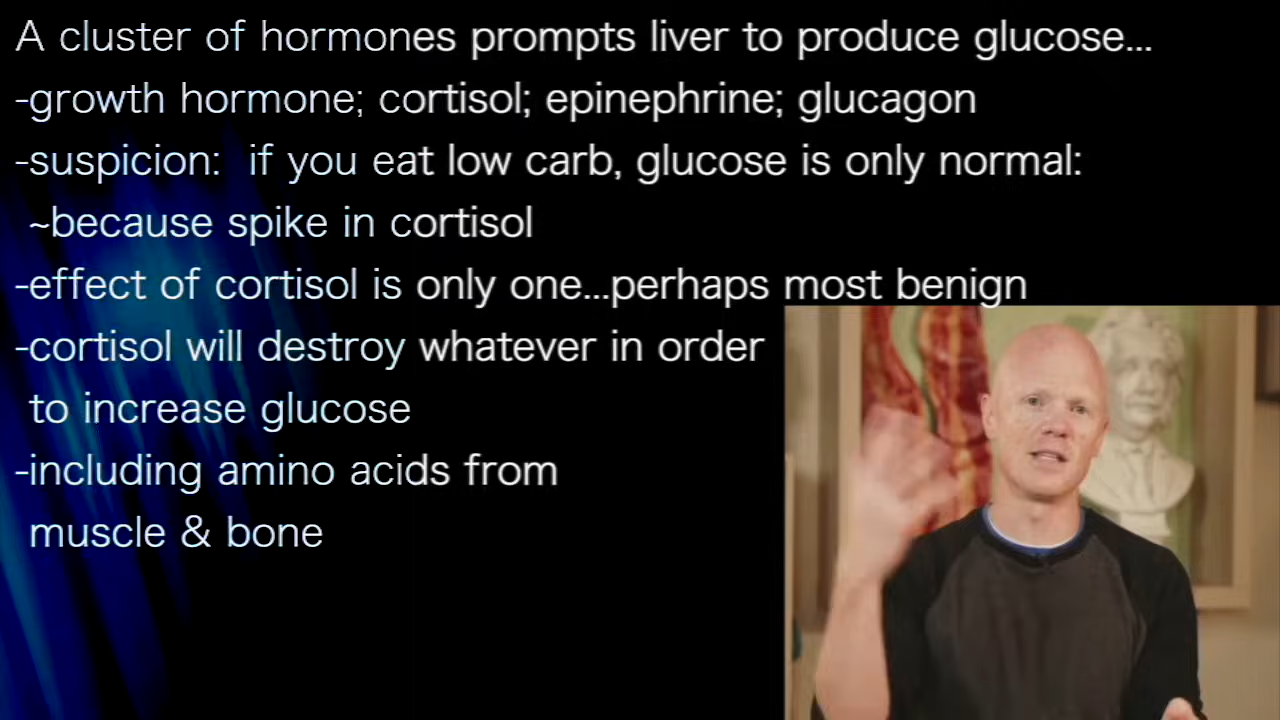 A cluster of hormones prompts liver to produce glucose...
-growth hormone; cortisol; epinephrine; glucagon
-suspicion:  if you eat low carb, glucose is only normal:
~because spike in cortisol
-effect of cortisol is only one...perhaps most benign
-cortisol will destroy whatever in order
to increase glucose
-including amino acids from
muscle & bone